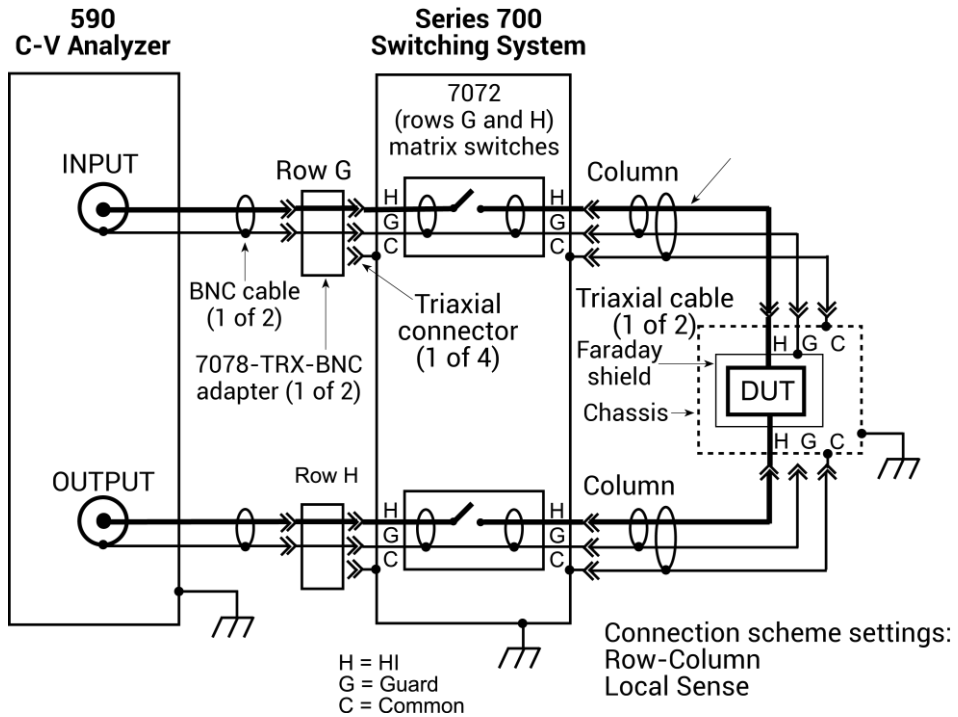 590
C-V Analyzer
Series 700
Switching System
7072
(rows G and H)
matrix switches
INPUT
Row G
H
G
C
H
G
C
Column
BNC cable
(1 of 2)
7078-TRX-BNC
adapter (1 of 2)
Triaxial
connector
(1 of 4)
Triaxial cable
(1 of 2)
H G C
Faraday
shield
DUT
Chassis
H G C
OUTPUT
Row H
H
G
C
H
G
C
Column
H = HI
G = Guard
C = Common
Connection scheme settings:
Row-Column
Local Sense